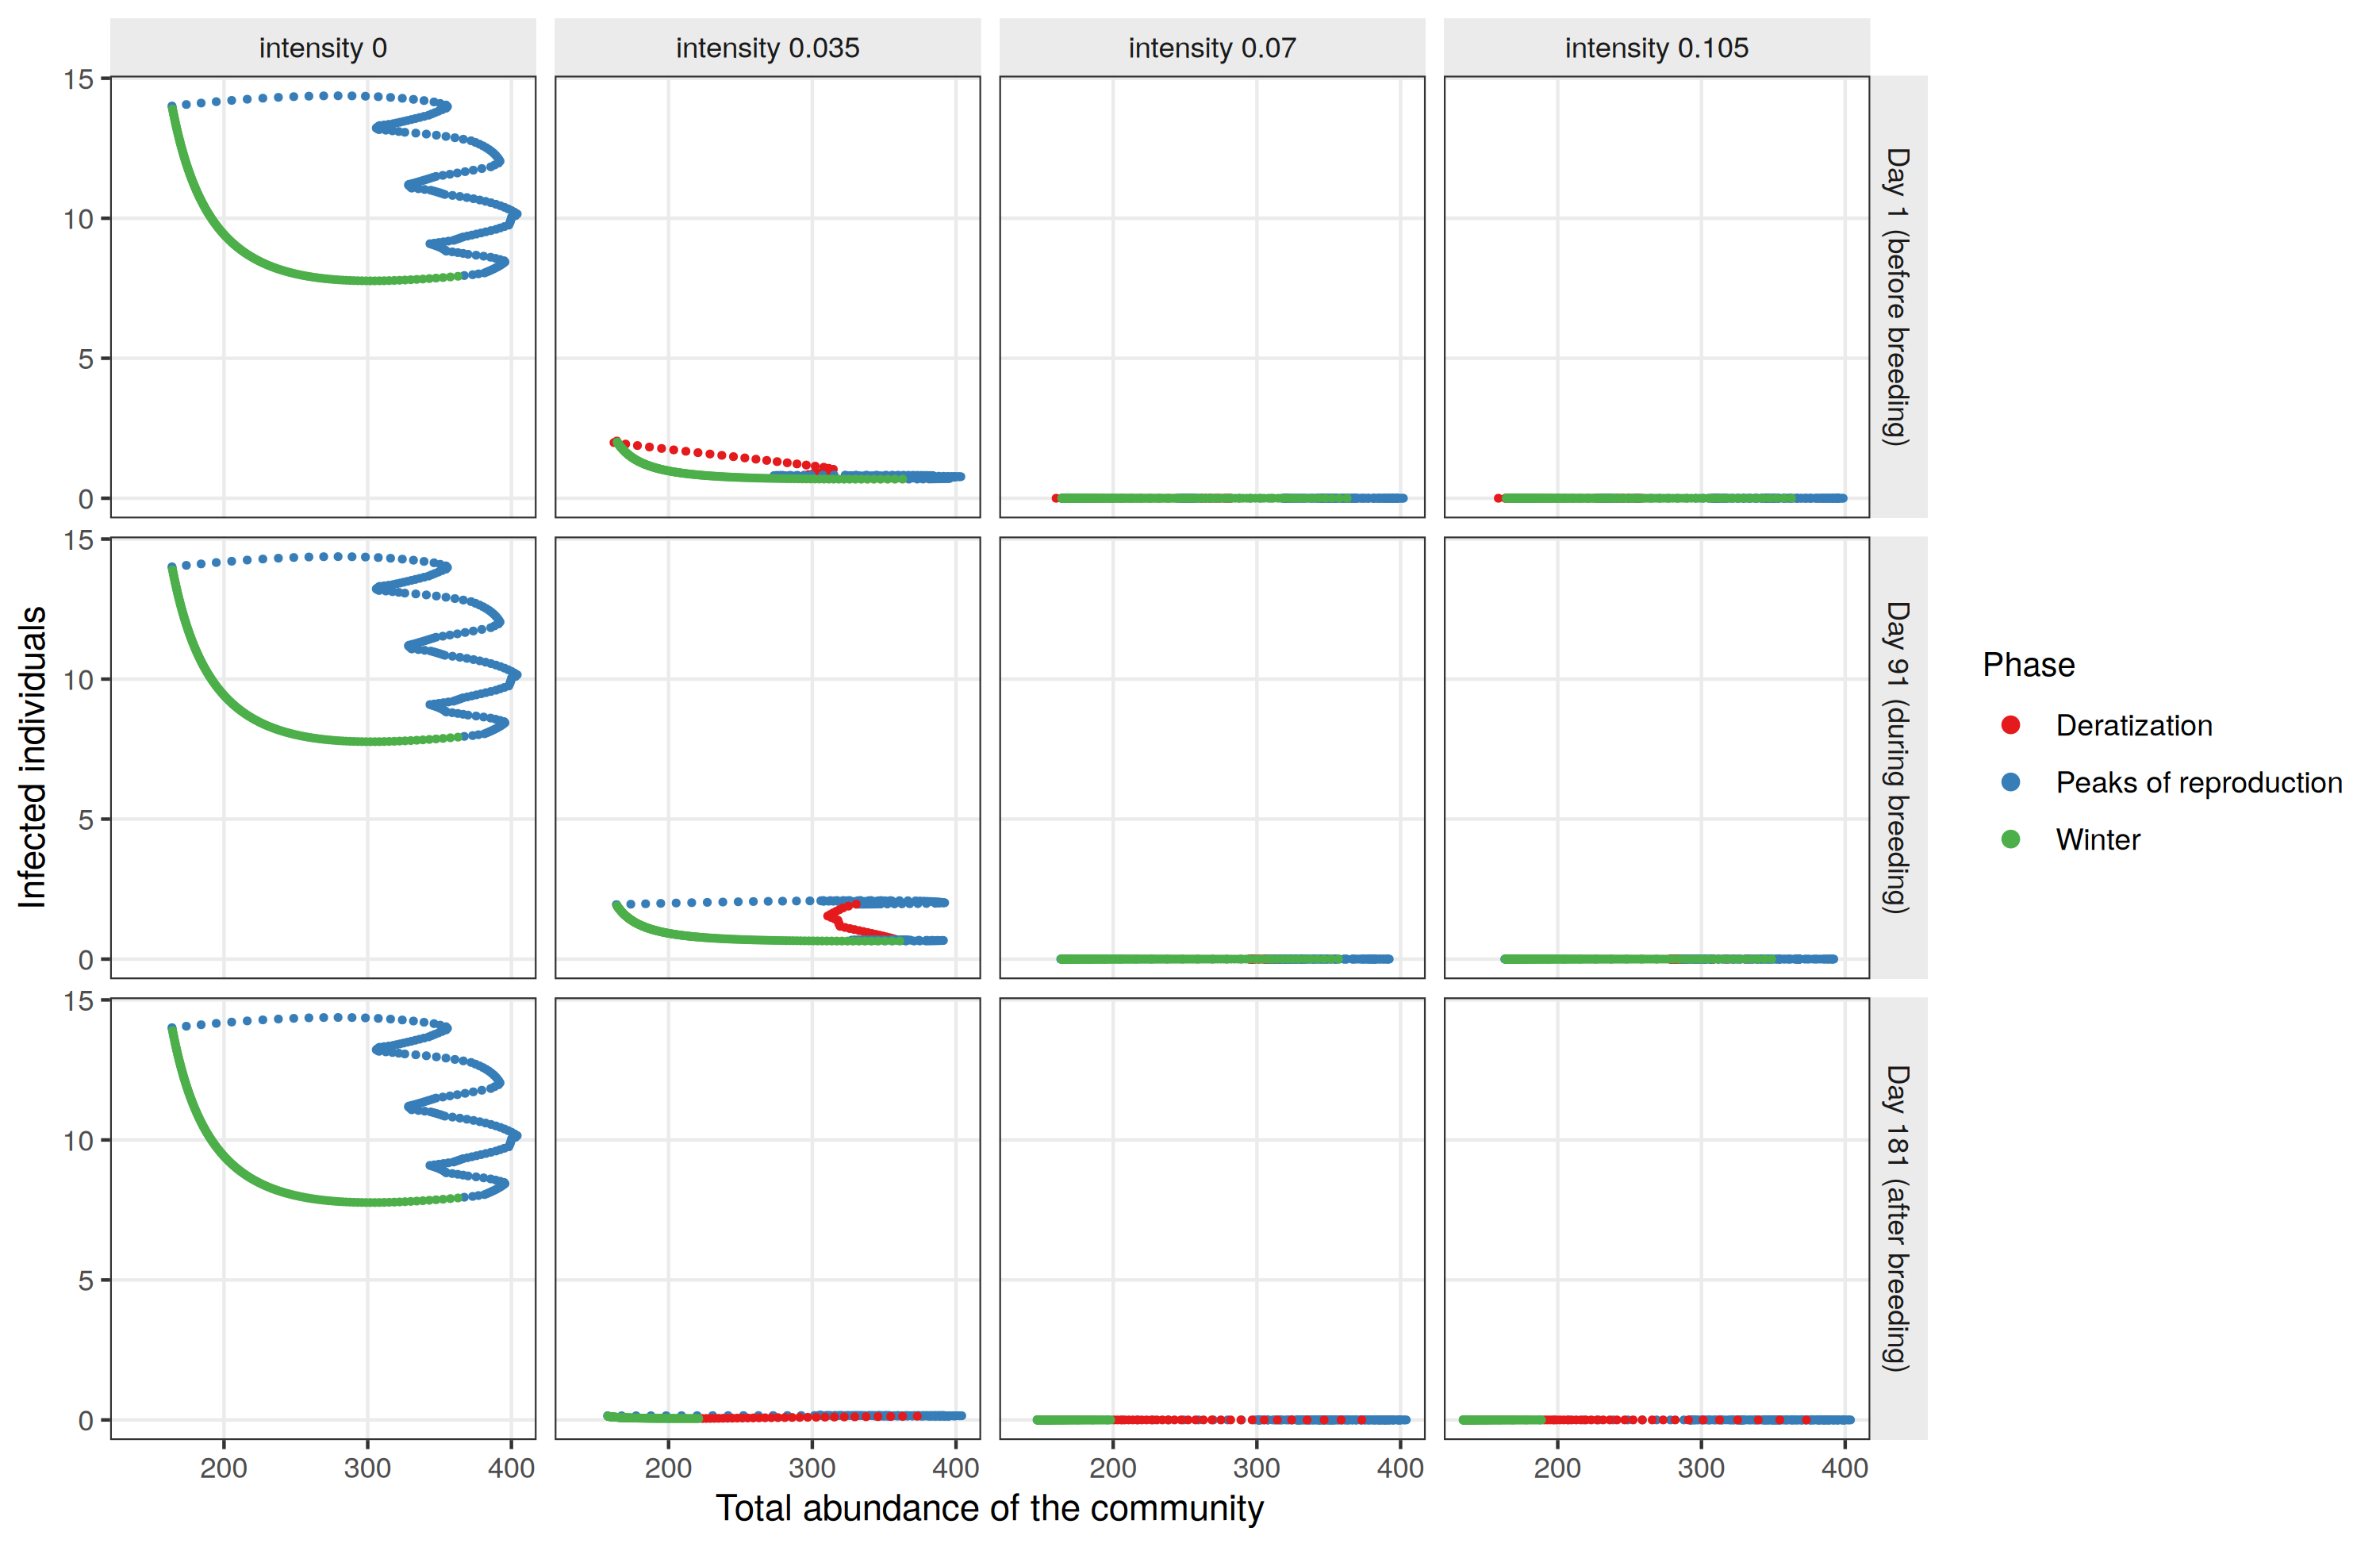 intensity 0
intensity 0.035
intensity 0.07
intensity 0.105
15
10
5
0
Day 1 (before breeding)
15
10
5
0
Day 91 (during breeding)
15
10
5
0
Day 181 (after breeding)
200
300
400
200
300
400
200
300
400
200
300
400
Total abundance of the community
Infected individuals
Phase
Deratization
Peaks of reproduction
Winter